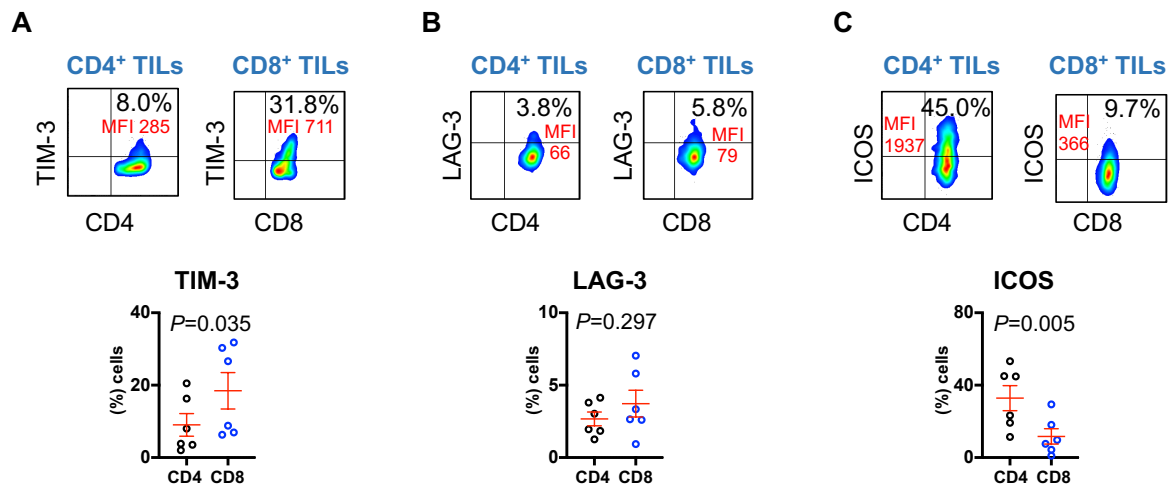 A
CD4+ TILs
CD8+ TILs
TIM-3
8.0%
MFI 285
CD4
TIM-3
31.8%
MFI 711
CD8
TIM-3
P=0.035
(%) cells
40
20
0
CD4
CD8
B
CD4+ TILs
CD8+ TILs
LAG-3
3.8%
MFI
66
CD4
LAG-3
5.8%
MFI
79
CD8
LAG-3
P=0.297
(%) cells
10
5
0
CD4
CD8
C
CD4+ TILs
CD8+ TILs
ICOS
45.0%
MFI
1937
CD4
ICOS
9.7%
MFI
366
CD8
ICOS
P=0.005
(%) cells
80
40
0
CD4
CD8